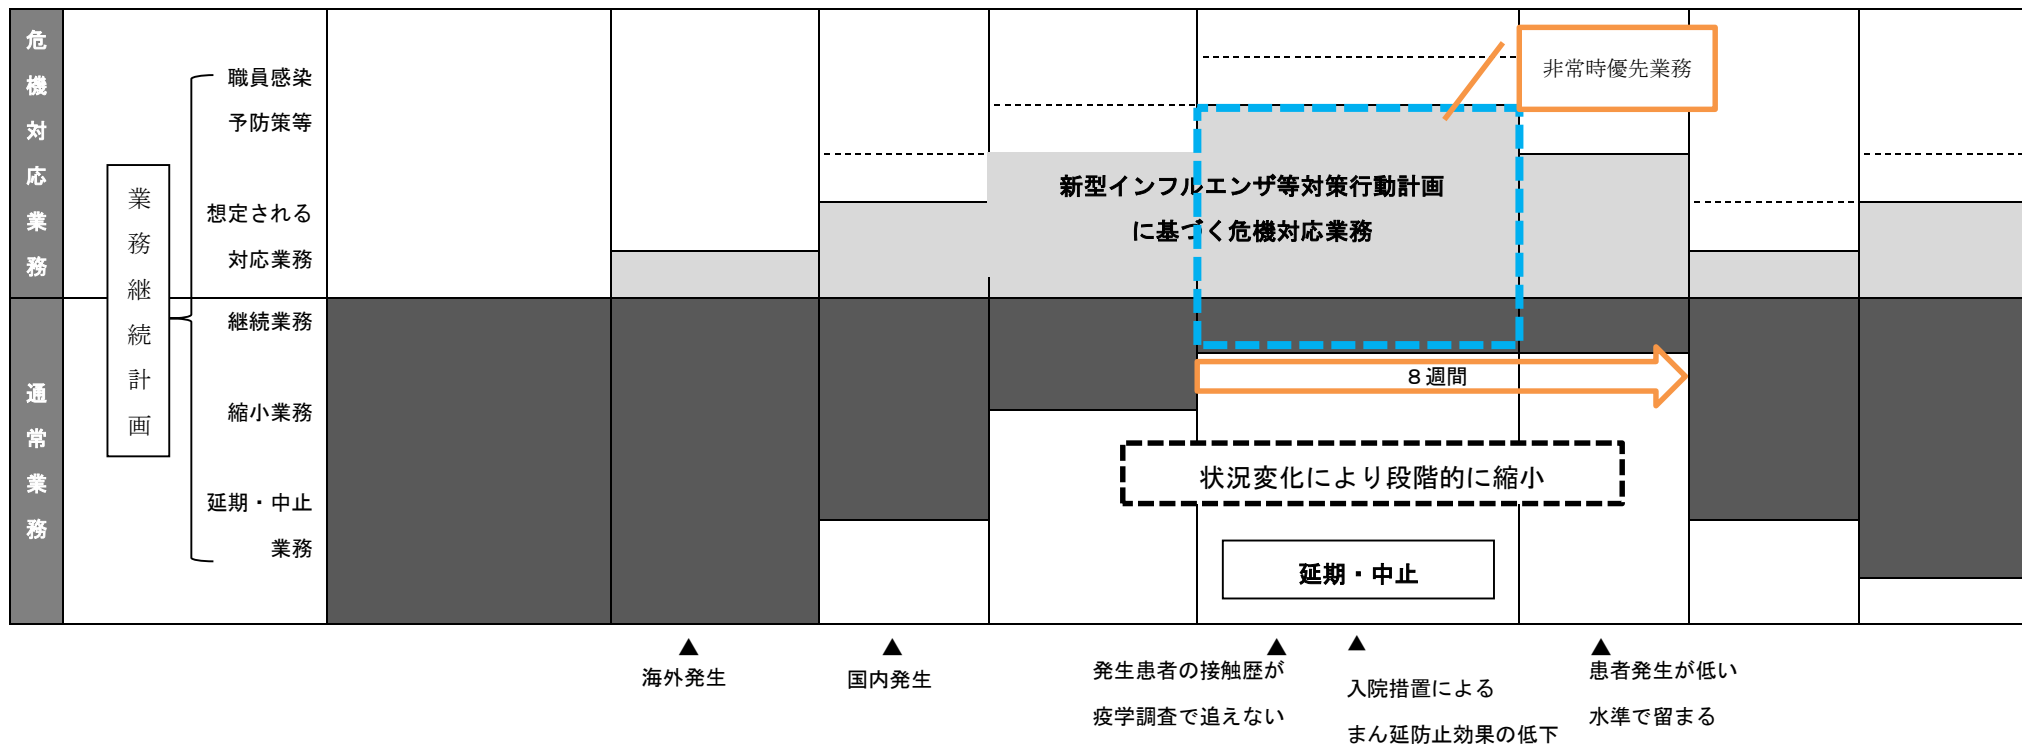 危機対応業務
通常業務
業務継続計画
職員感染
予防策等
想定される
対応業務
継続業務
縮小業務
延期・中止
業務
非常時優先業務
新型インフルエンザ等対策行動計画
に基づく危機対応業務
８週間
状況変化により段階的に縮小
延期・中止
▲
海外発生
▲
国内発生
▲
発生患者の接触歴が
疫学調査で追えない
▲
入院措置による
まん延防止効果の低下
▲
患者発生が低い
水準で留まる